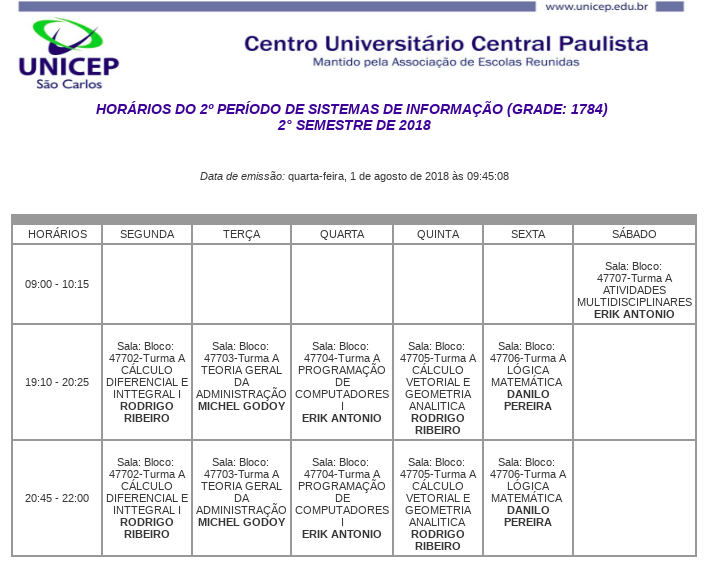 www.unicep.edu.br
UNICEP
São Carlos
Centro Universitário Central Paulista
Mantido pela Associação de Escolas Reunidas
HORÁRIOS DO 2º PERÍODO DE SISTEMAS DE INFORMAÇÃO (GRADE: 1784)
2° SEMESTRE DE 2018
Data de emissão: quarta-feira, 1 de agosto de 2018 às 09:45:08
HORÁRIOS SEGUNDA TERÇA QUARTA QUINTA SEXTA SÁBADO
09:00 - 10:15
Sala: Bloco:
47707-Turma A
ATIVIDADES
MULTIDISCIPLINARES
ERIK ANTONIO
19:10 - 20:25
Sala: Bloco:
47702-Turma A
CÁLCULO
DIFERENCIAL E
INTTEGRAL I
RODRIGO
RIBEIRO
Sala: Bloco:
47703-Turma A
TEORIA GERAL
DA
ADMINISTRAÇÃO
MICHEL GODOY
Sala: Bloco:
47704-Turma A
PROGRAMAÇÃO
DE
COMPUTADORES
I
ERIK ANTONIO
Sala: Bloco:
47705-Turma A
CÁLCULO
VETORIAL E
GEOMETRIA
ANALITICA
RODRIGO
RIBEIRO
Sala: Bloco:
47706-Turma A
LÓGICA
MATEMÁTICA
DANILO
PEREIRA
20:45 - 22:00
Sala: Bloco:
47702-Turma A
CÁLCULO
DIFERENCIAL E
INTTEGRAL I
RODRIGO
RIBEIRO
Sala: Bloco:
47703-Turma A
TEORIA GERAL
DA
ADMINISTRAÇÃO
MICHEL GODOY
Sala: Bloco:
47704-Turma A
PROGRAMAÇÃO
DE
COMPUTADORES
I
ERIK ANTONIO
Sala: Bloco:
47705-Turma A
CÁLCULO
VETORIAL E
GEOMETRIA
ANALITICA
RODRIGO
RIBEIRO
Sala: Bloco:
47706-Turma A
LÓGICA
MATEMÁTICA
DANILO
PEREIRA